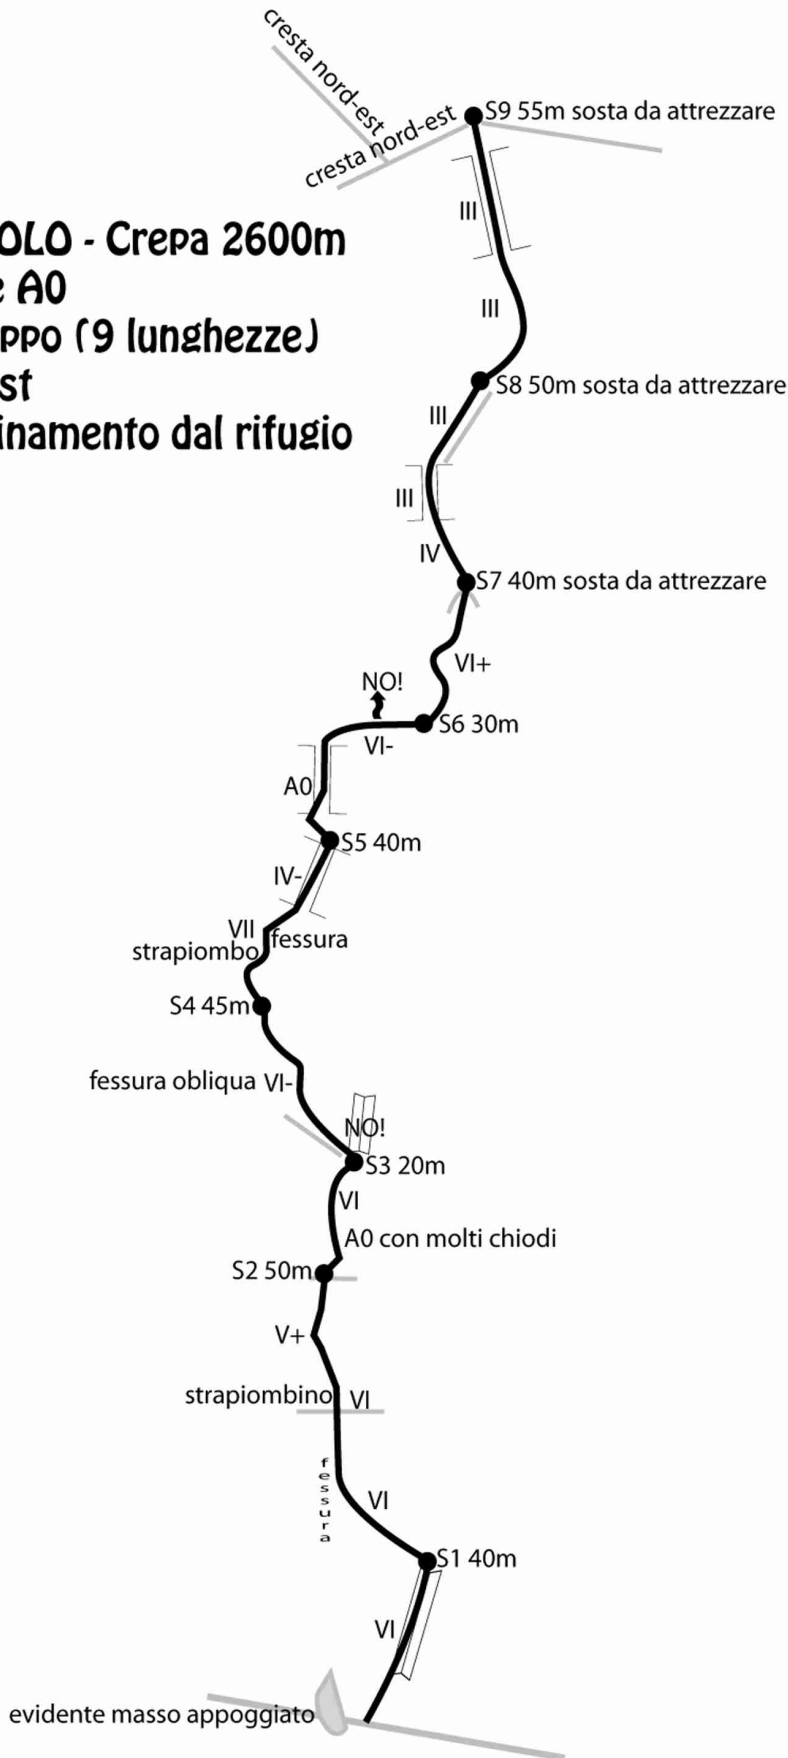 cresta nord-est
cresta nord-est
S9 55m sosta da attrezzare
III
OLO - Crepa 2600m
e A0
ppo (9 lunghezze)
st
inamento dal rifugio
III
S8 50m sosta da attrezzare
III
III
IV
S7 40m sosta da attrezzare
VI+
NO!
S6 30m
VI-
A0
S5 40m
IV-
VII
fessura
strapiombo
S4 45m
fessura obliqua VI-
NO!
S3 20m
VI
A0 con molti chiodi
S2 50m
V+
strapiombino VI
fessura
VI
S1 40m
VI
evidente masso appoggiato